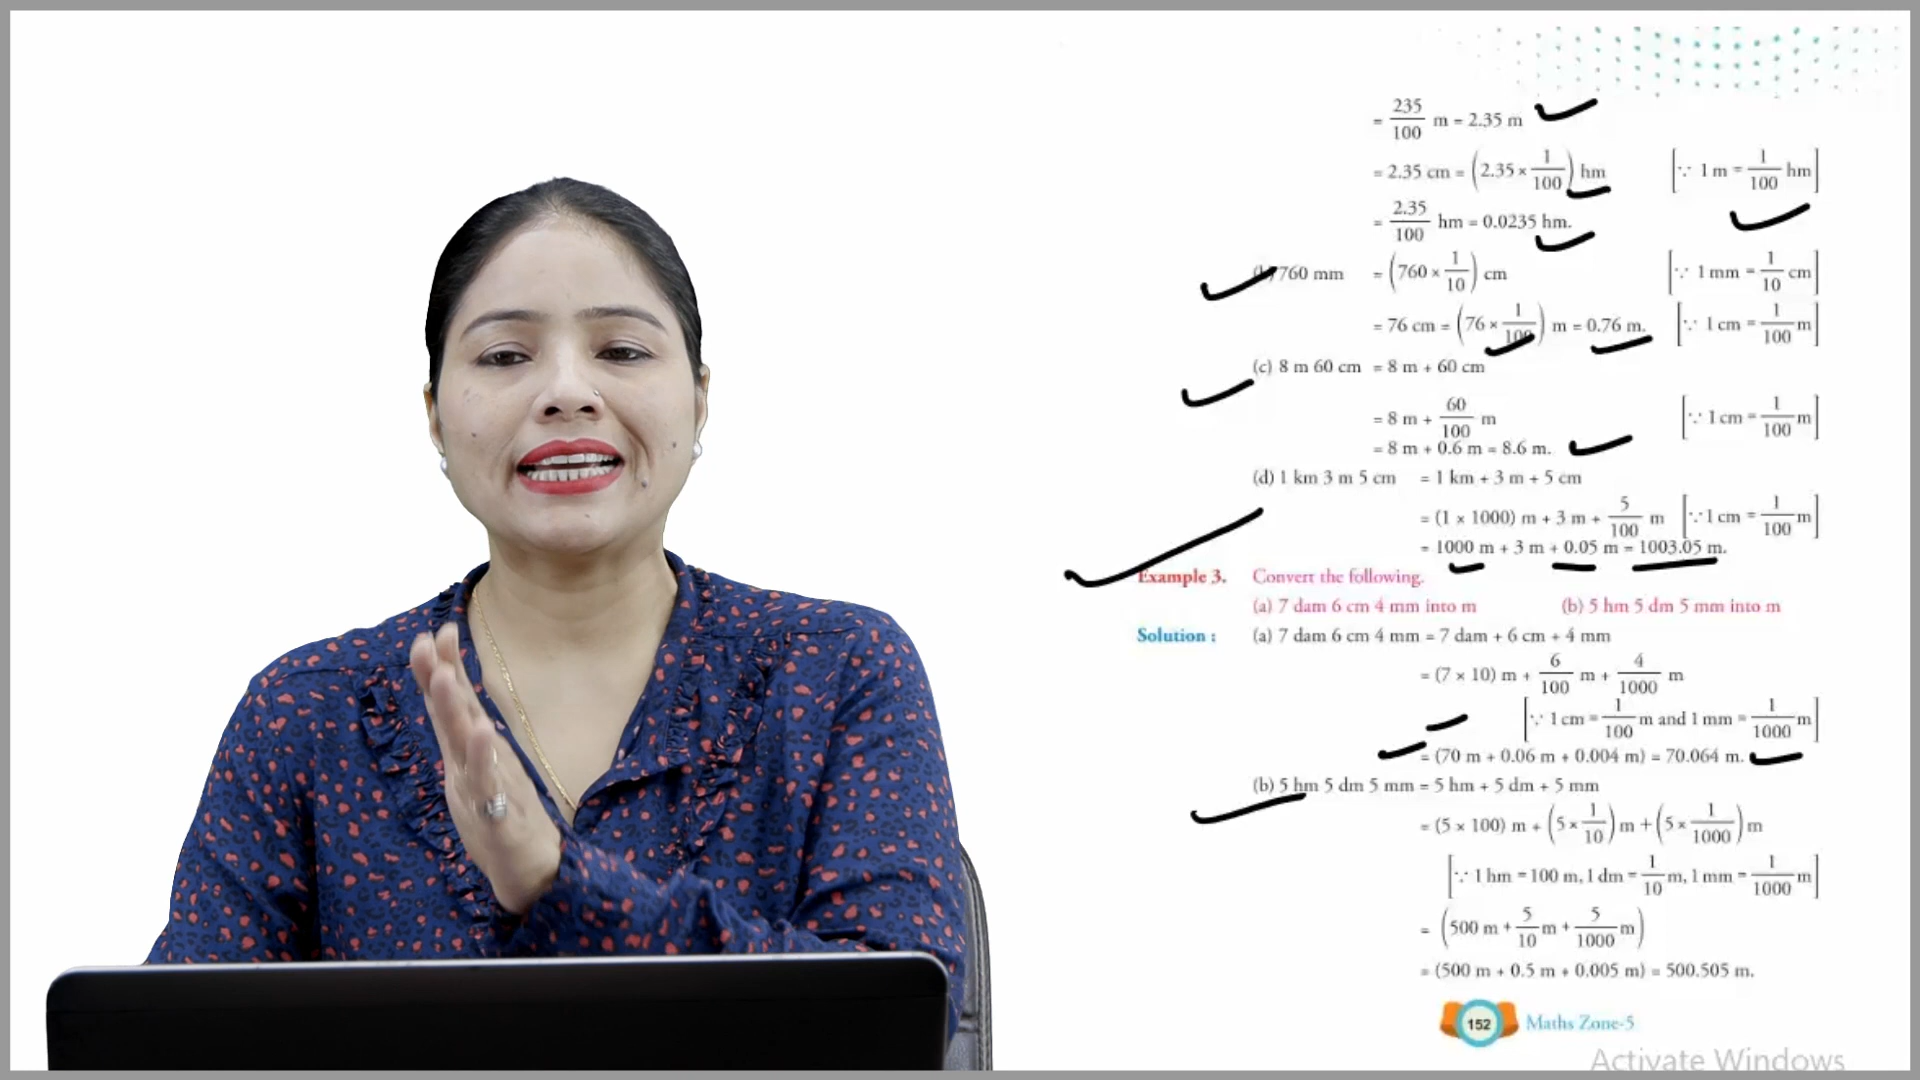 = 235/100 m = 2.35 m
= 2.35 cm = (2.35 × 1/100) hm [∵ 1 m = 1/100 hm]
= 2.35/100 hm = 0.0235 hm.
760 mm = (760 × 1/10) cm [∵ 1 mm = 1/10 cm]
= 76 cm = (76 × 1/100) m = 0.76 m. [∵ 1 cm = 1/100 m]
(c) 8 m 60 cm = 8 m + 60 cm
= 8 m + 60/100 m [∵ 1 cm = 1/100 m]
= 8 m + 0.6 m = 8.6 m.
(d) 1 km 3 m 5 cm = 1 km + 3 m + 5 cm
= (1 × 1000) m + 3 m + 5/100 m [∵ 1 cm = 1/100 m]
= 1000 m + 3 m + 0.05 m = 1003.05 m.
Example 3. Convert the following.
(a) 7 dam 6 cm 4 mm into m (b) 5 hm 5 dm 5 mm into m
Solution : (a) 7 dam 6 cm 4 mm = 7 dam + 6 cm + 4 mm
= (7 × 10) m + 6/100 m + 4/1000 m
[∵ 1 cm = 1/100 m and 1 mm = 1/1000 m]
= (70 m + 0.06 m + 0.004 m) = 70.064 m.
(b) 5 hm 5 dm 5 mm = 5 hm + 5 dm + 5 mm
= (5 × 100) m + (5 × 1/10) m + (5 × 1/1000) m
[∵ 1 hm = 100 m, 1 dm = 1/10 m, 1 mm = 1/1000 m]
= (500 m + 5/10 m + 5/1000 m)
= (500 m + 0.5 m + 0.005 m) = 500.505 m.
152 Maths Zone-5
Activate Windows